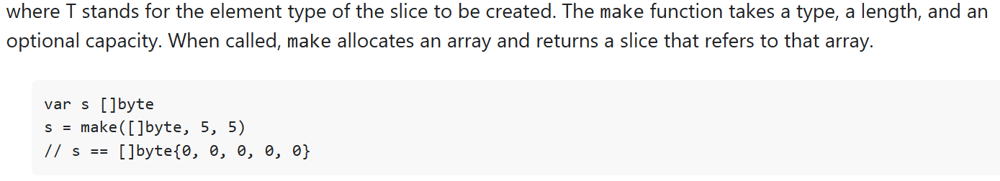 where T stands for the element type of the slice to be created. The make function takes a type, a length, and an
optional capacity. When called, make allocates an array and returns a slice that refers to that array.
var s []byte
s = make([]byte, 5, 5)
// s == []byte{0, 0, 0, 0, 0}